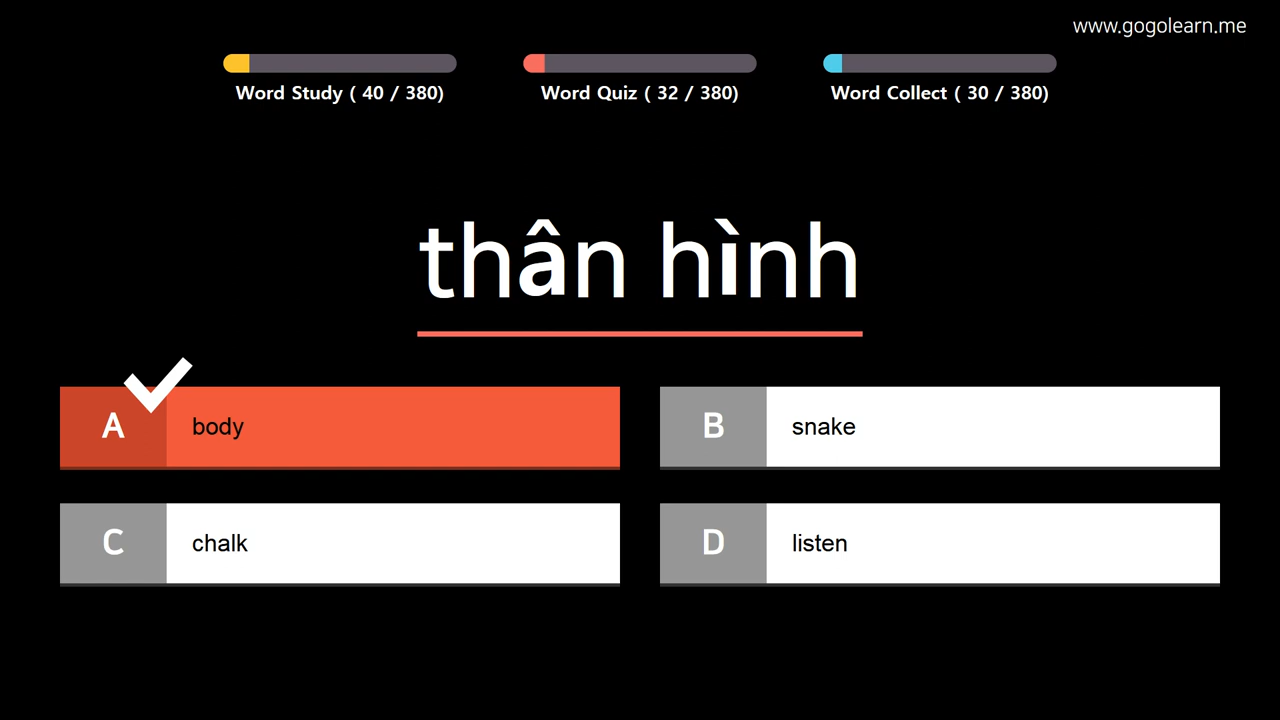 www.gogolearn.me
Word Study ( 40 / 380)
Word Quiz ( 32 / 380)
Word Collect ( 30 / 380)
thân hình
A body
B snake
C chalk
D listen